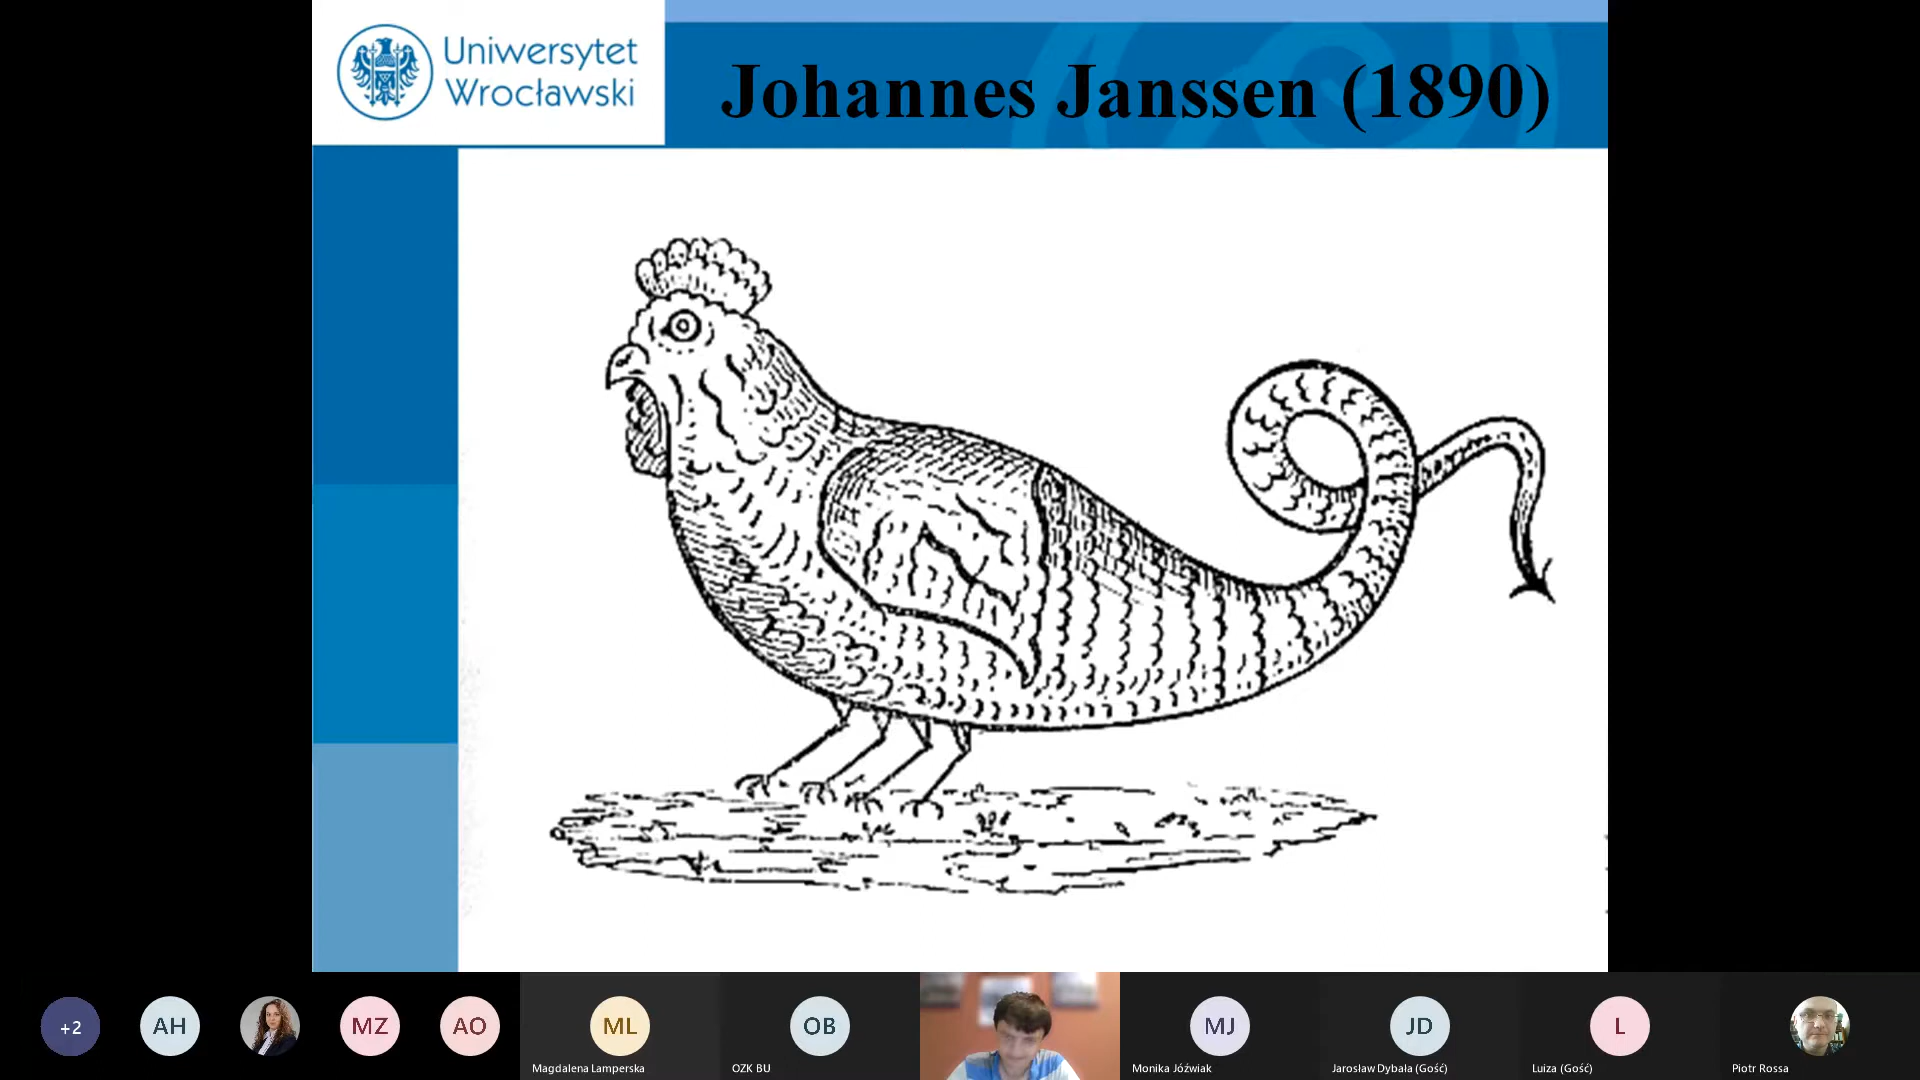 Uniwersytet
Wrocławski
Johannes Janssen (1890)
+2
AH
MZ
AO
ML
OB
MJ
JD
L
Magdalena Lamperska
OZK BU
Monika Jóźwiak
Jarosław Dybała (Gość)
Luiza (Gość)
Piotr Rossa